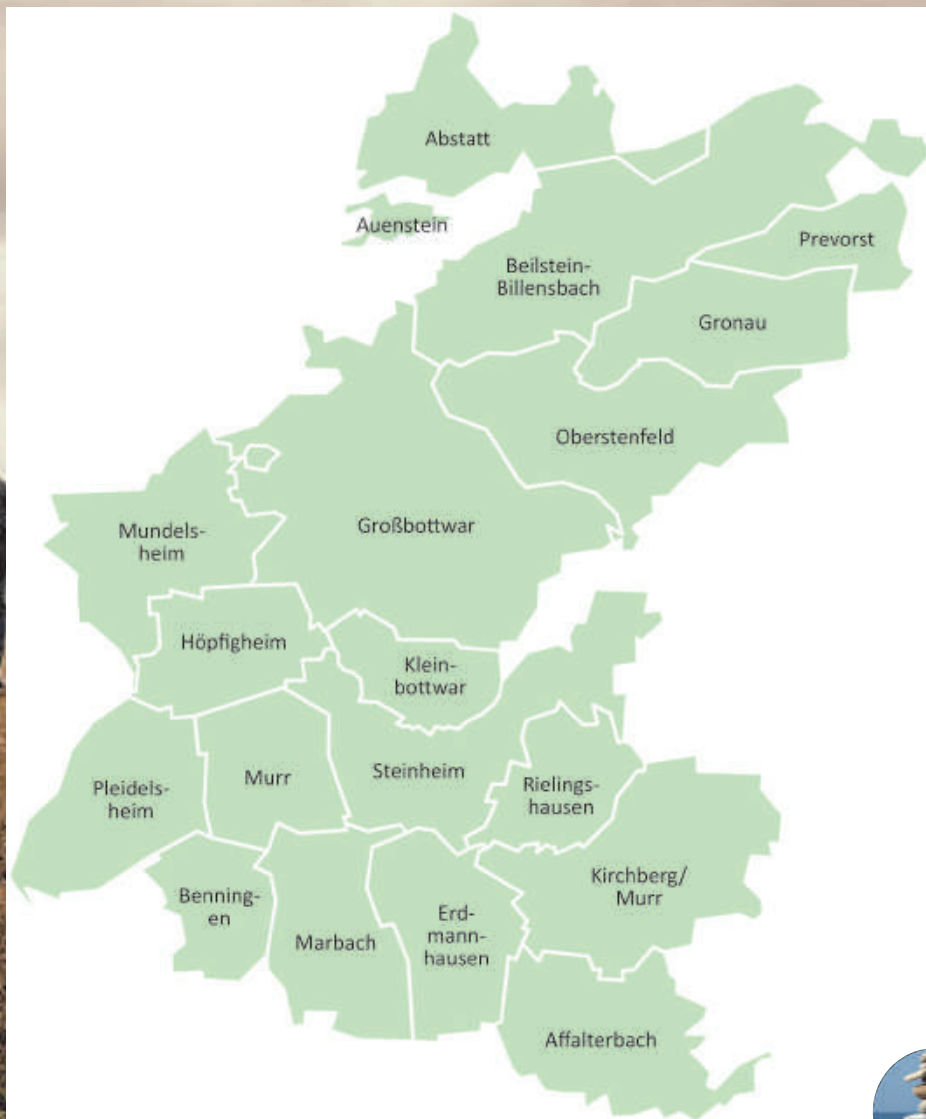 Abstatt
Auenstein
Prevorst
Beilstein-
Billensbach
Gronau
Oberstenfeld
Großbottwar
Mundels-
heim
Höpfigheim
Klein-
bottwar
Steinheim
Murr
Pleidels-
heim
Rielings-
hausen
Kirchberg/
Murr
Benning-
en
Erd-
mann-
hausen
Marbach
Affalterbach